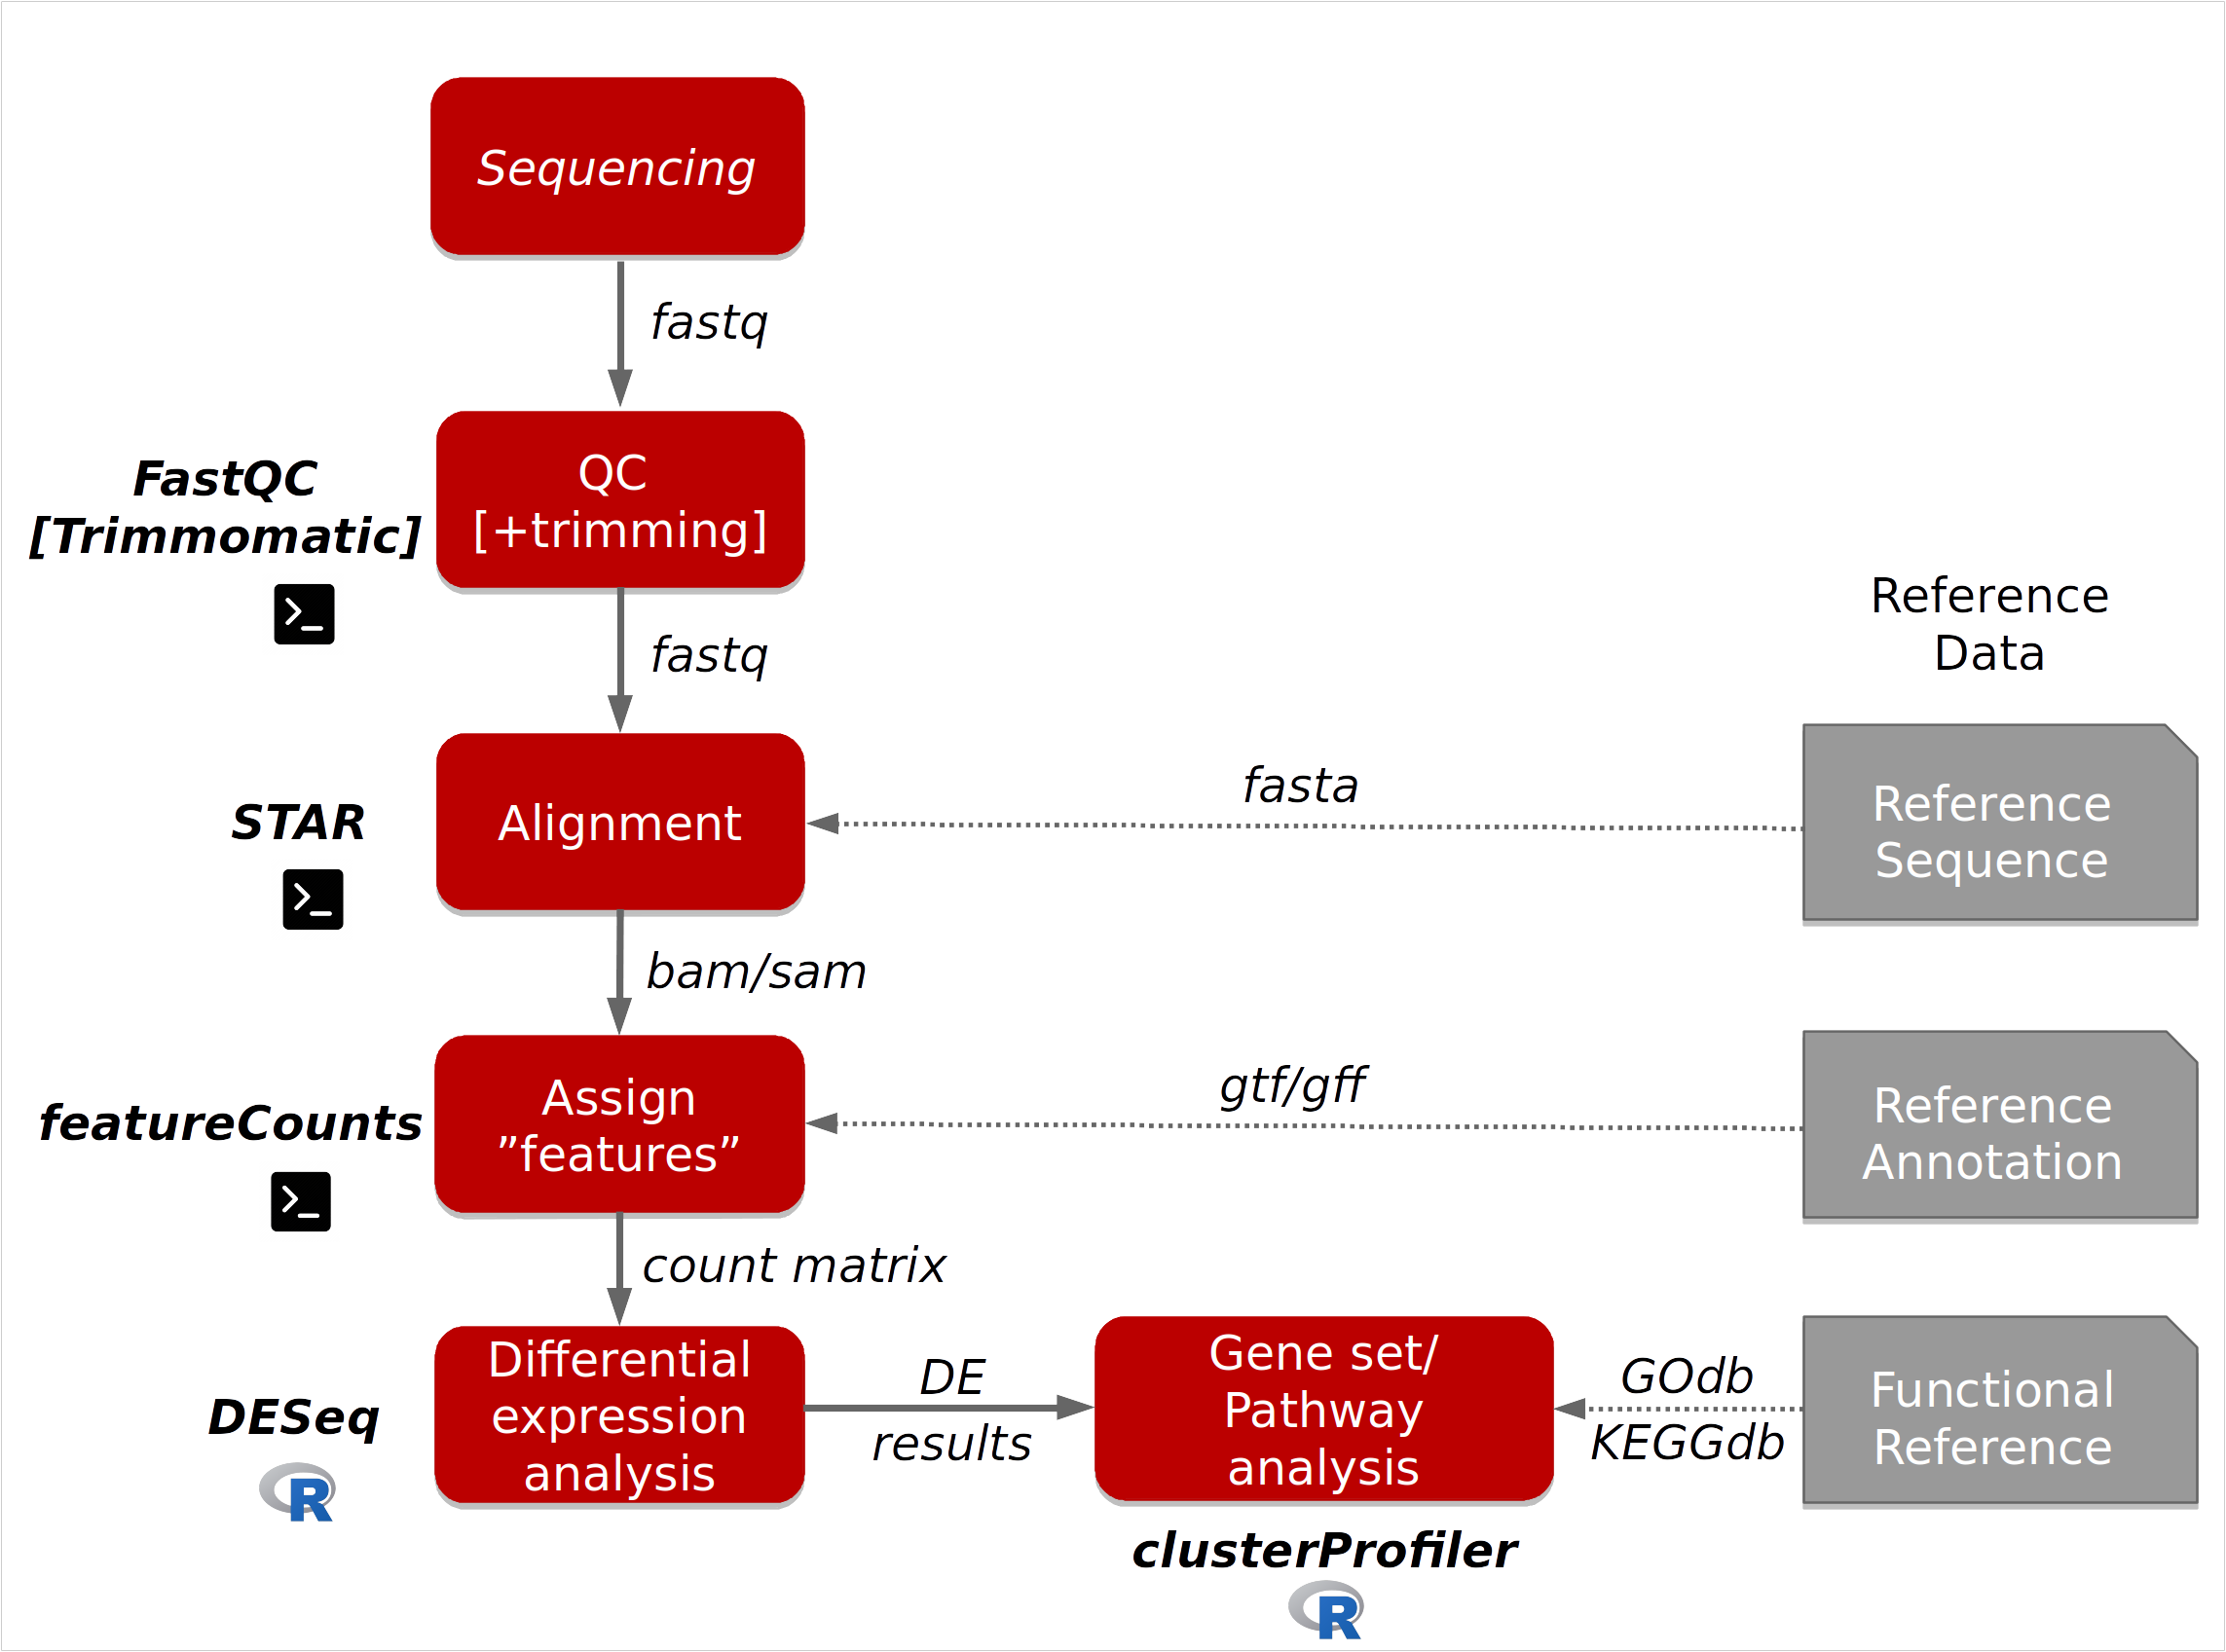 Sequencing
fastq
FastQC
[Trimmomatic]
>_
QC
[+trimming]
fastq
Reference
Data
STAR
>_
Alignment
fasta
Reference
Sequence
bam/sam
featureCounts
>_
Assign
”features”
gtf/gff
Reference
Annotation
count matrix
DESeq
R
Differential
expression
analysis
DE
results
Gene set/
Pathway
analysis
GOdb
KEGGdb
Functional
Reference
clusterProfiler
R